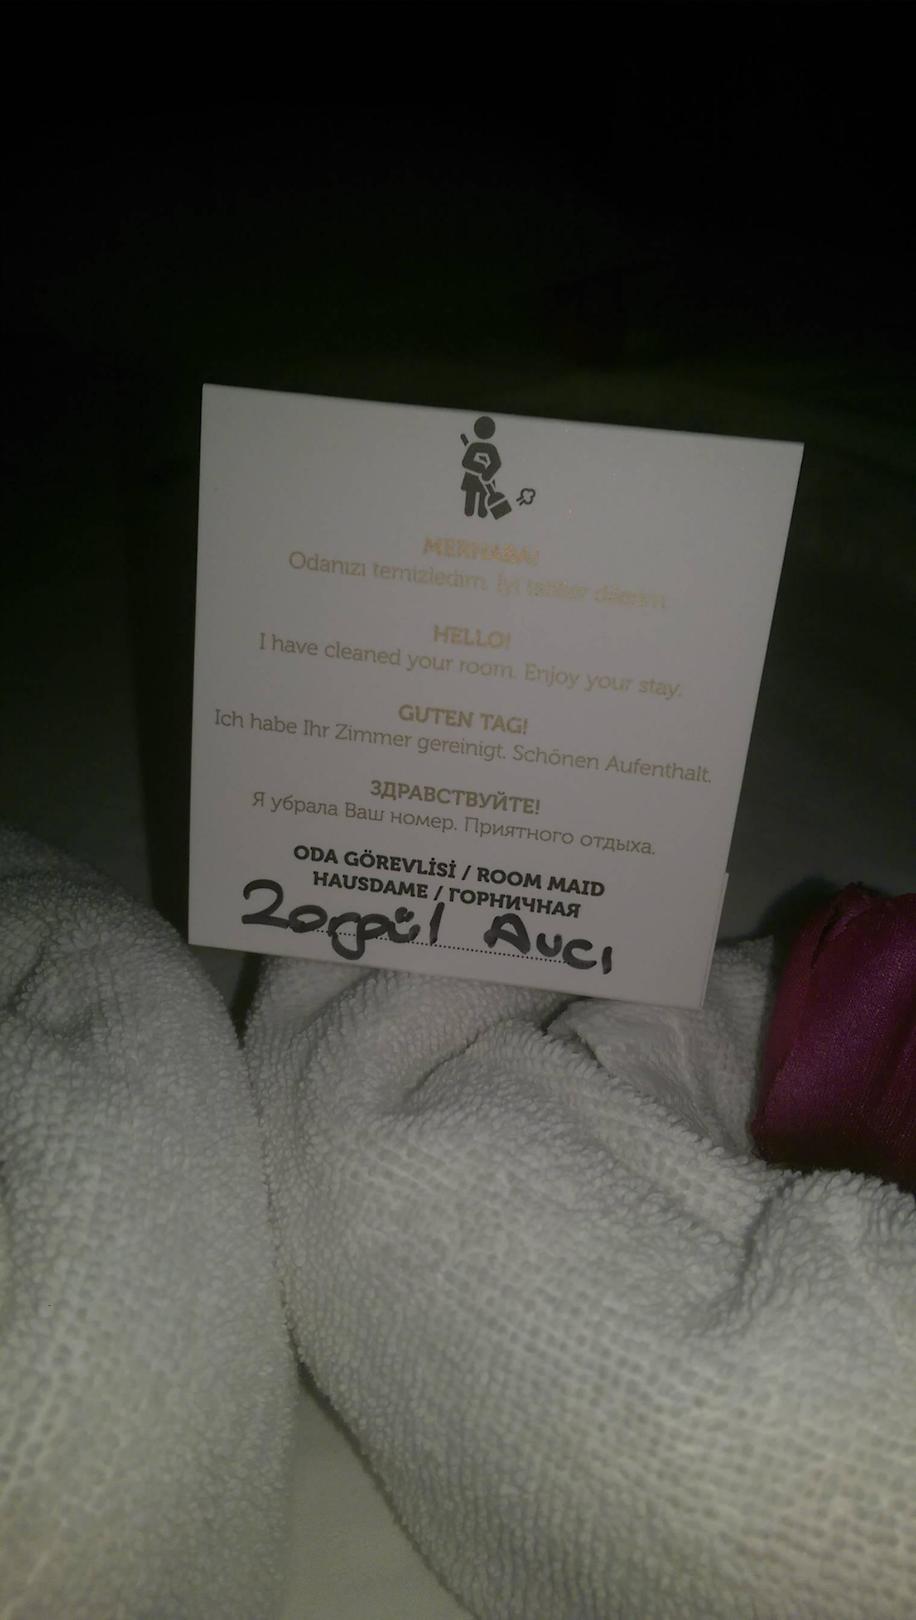 MERHABA!
Odanızı temizledim. İyi tatiller dilerim.
HELLO!
I have cleaned your room. Enjoy your stay.
GUTEN TAG!
Ich habe Ihr Zimmer gereinigt. Schönen Aufenthalt.
ЗДРАВСТВУЙТЕ!
Я убрала Ваш номер. Приятного отдыха.
ODA GÖREVLİSİ / ROOM MAID
HAUSDAME / ГОРНИЧНАЯ
Avcı